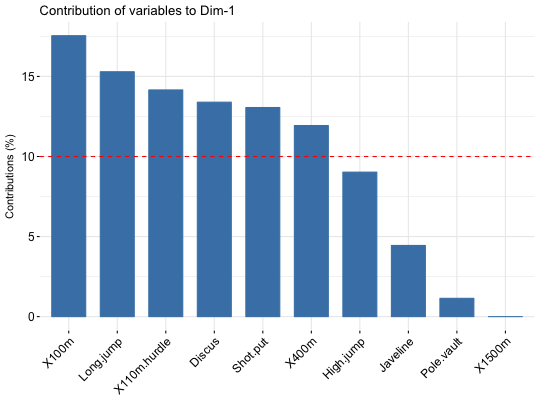 Contribution of variables to Dim-1
Contributions (%)
15
10
5
0
X100m
Long.jump
X110m.hurdle
Discus
Shot.put
X400m
High.jump
Javeline
Pole.vault
X1500m